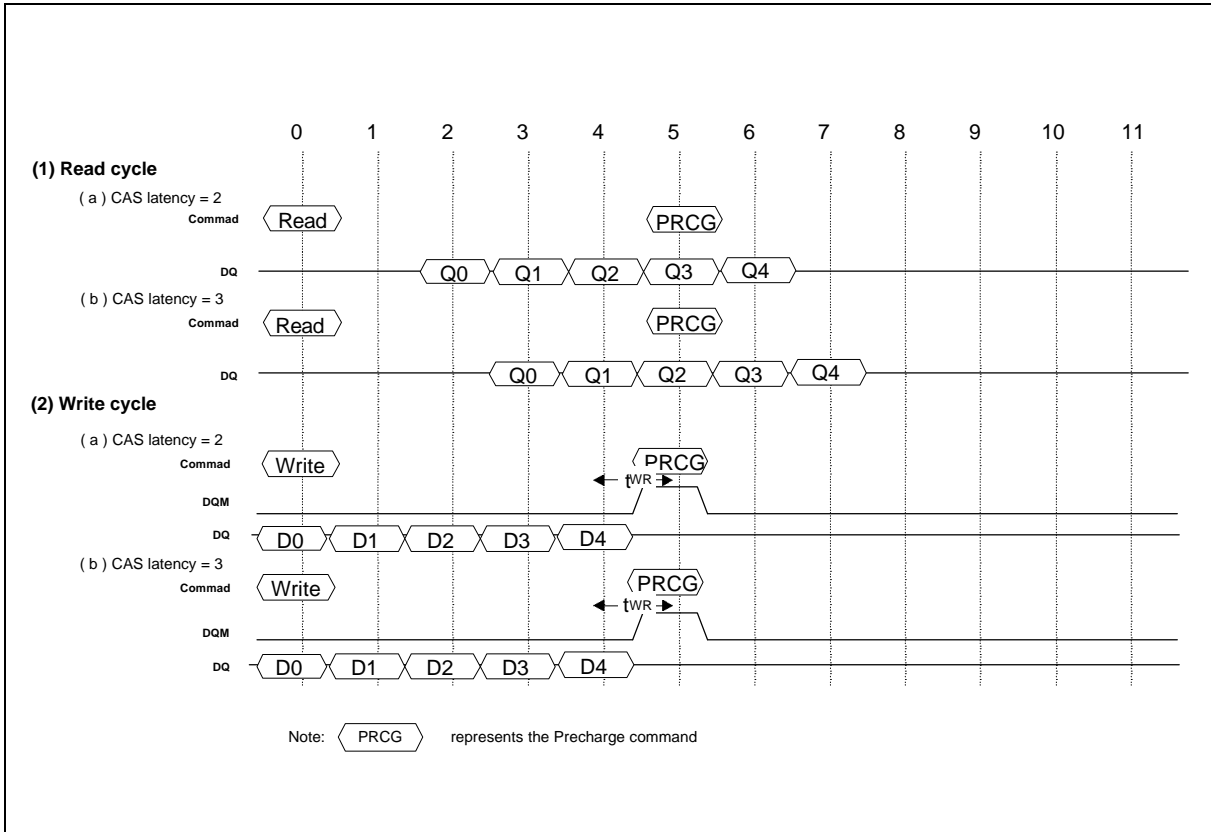 0 1 2 3 4 5 6 7 8 9 10 11
(1) Read cycle
( a ) CAS latency = 2
Commad Read PRCG
DQ Q0 Q1 Q2 Q3 Q4
( b ) CAS latency = 3
Commad Read PRCG
DQ Q0 Q1 Q2 Q3 Q4
(2) Write cycle
( a ) CAS latency = 2
Commad Write PRCG
tWR
DQM
DQ D0 D1 D2 D3 D4
( b ) CAS latency = 3
Commad Write PRCG
tWR
DQM
DQ D0 D1 D2 D3 D4
Note: PRCG represents the Precharge command